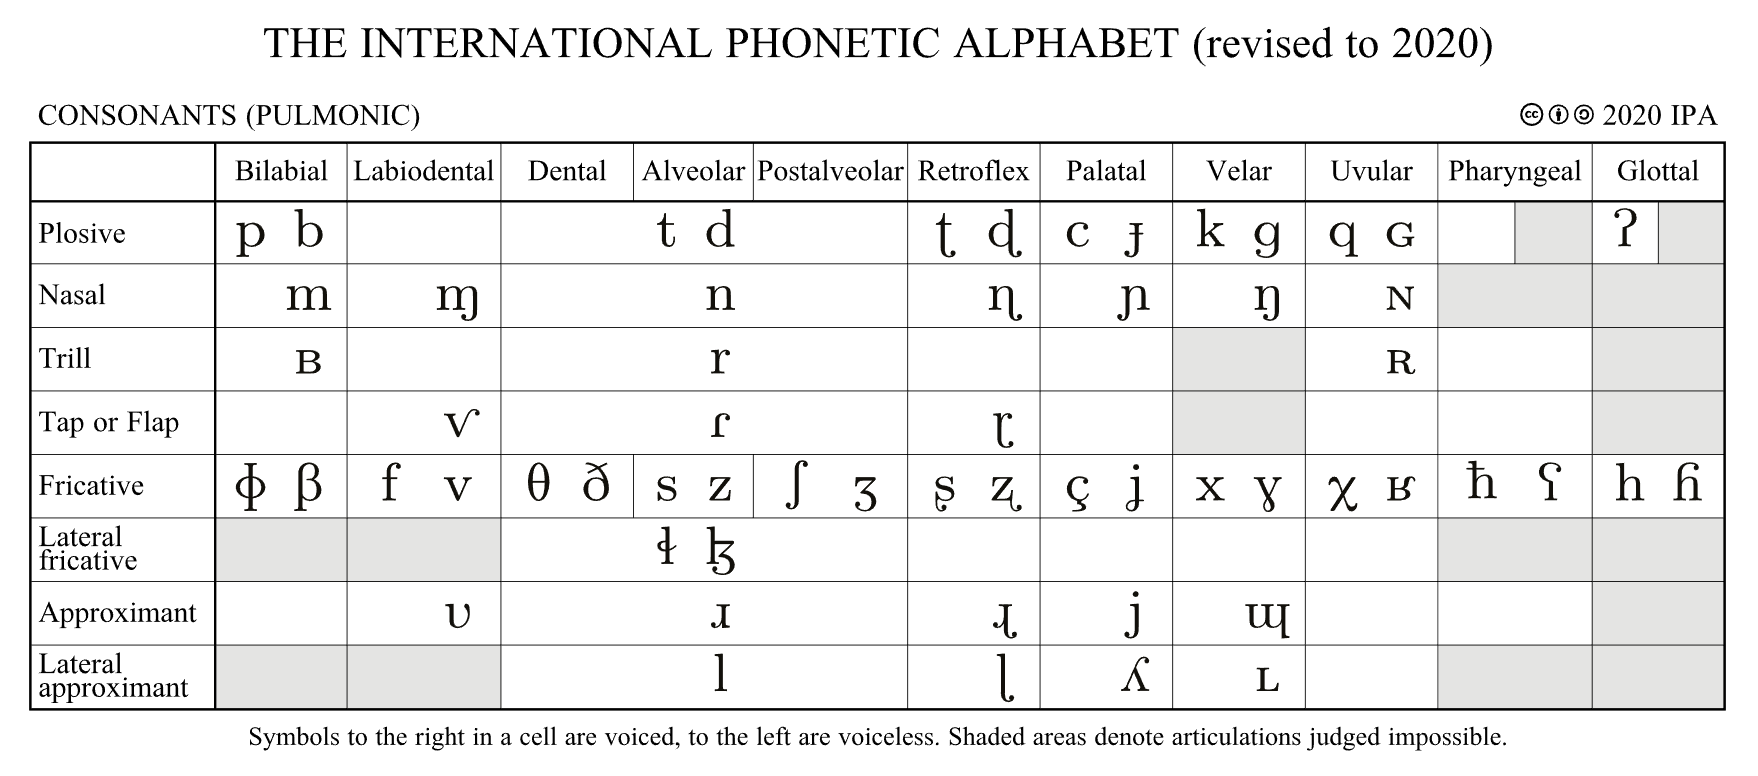 THE INTERNATIONAL PHONETIC ALPHABET (revised to 2020)
CONSONANTS (PULMONIC) 🅭🅯🄎 2020 IPA
Bilabial Labiodental Dental Alveolar Postalveolar Retroflex Palatal Velar Uvular Pharyngeal Glottal
Plosive p b t d ʈ ɖ c ɟ k ɡ q ɢ ʔ
Nasal m ɱ n ɳ ɲ ŋ ɴ
Trill ʙ r ʀ
Tap or Flap ⱱ ɾ ɽ
Fricative ɸ β f v θ ð s z ʃ ʒ ʂ ʐ ç ʝ x ɣ χ ʁ ħ ʕ h ɦ
Lateral
fricative ɬ ɮ
Approximant ʋ ɹ ɻ j ɰ
Lateral
approximant l ɭ ʎ ʟ
Symbols to the right in a cell are voiced, to the left are voiceless. Shaded areas denote articulations judged impossible.